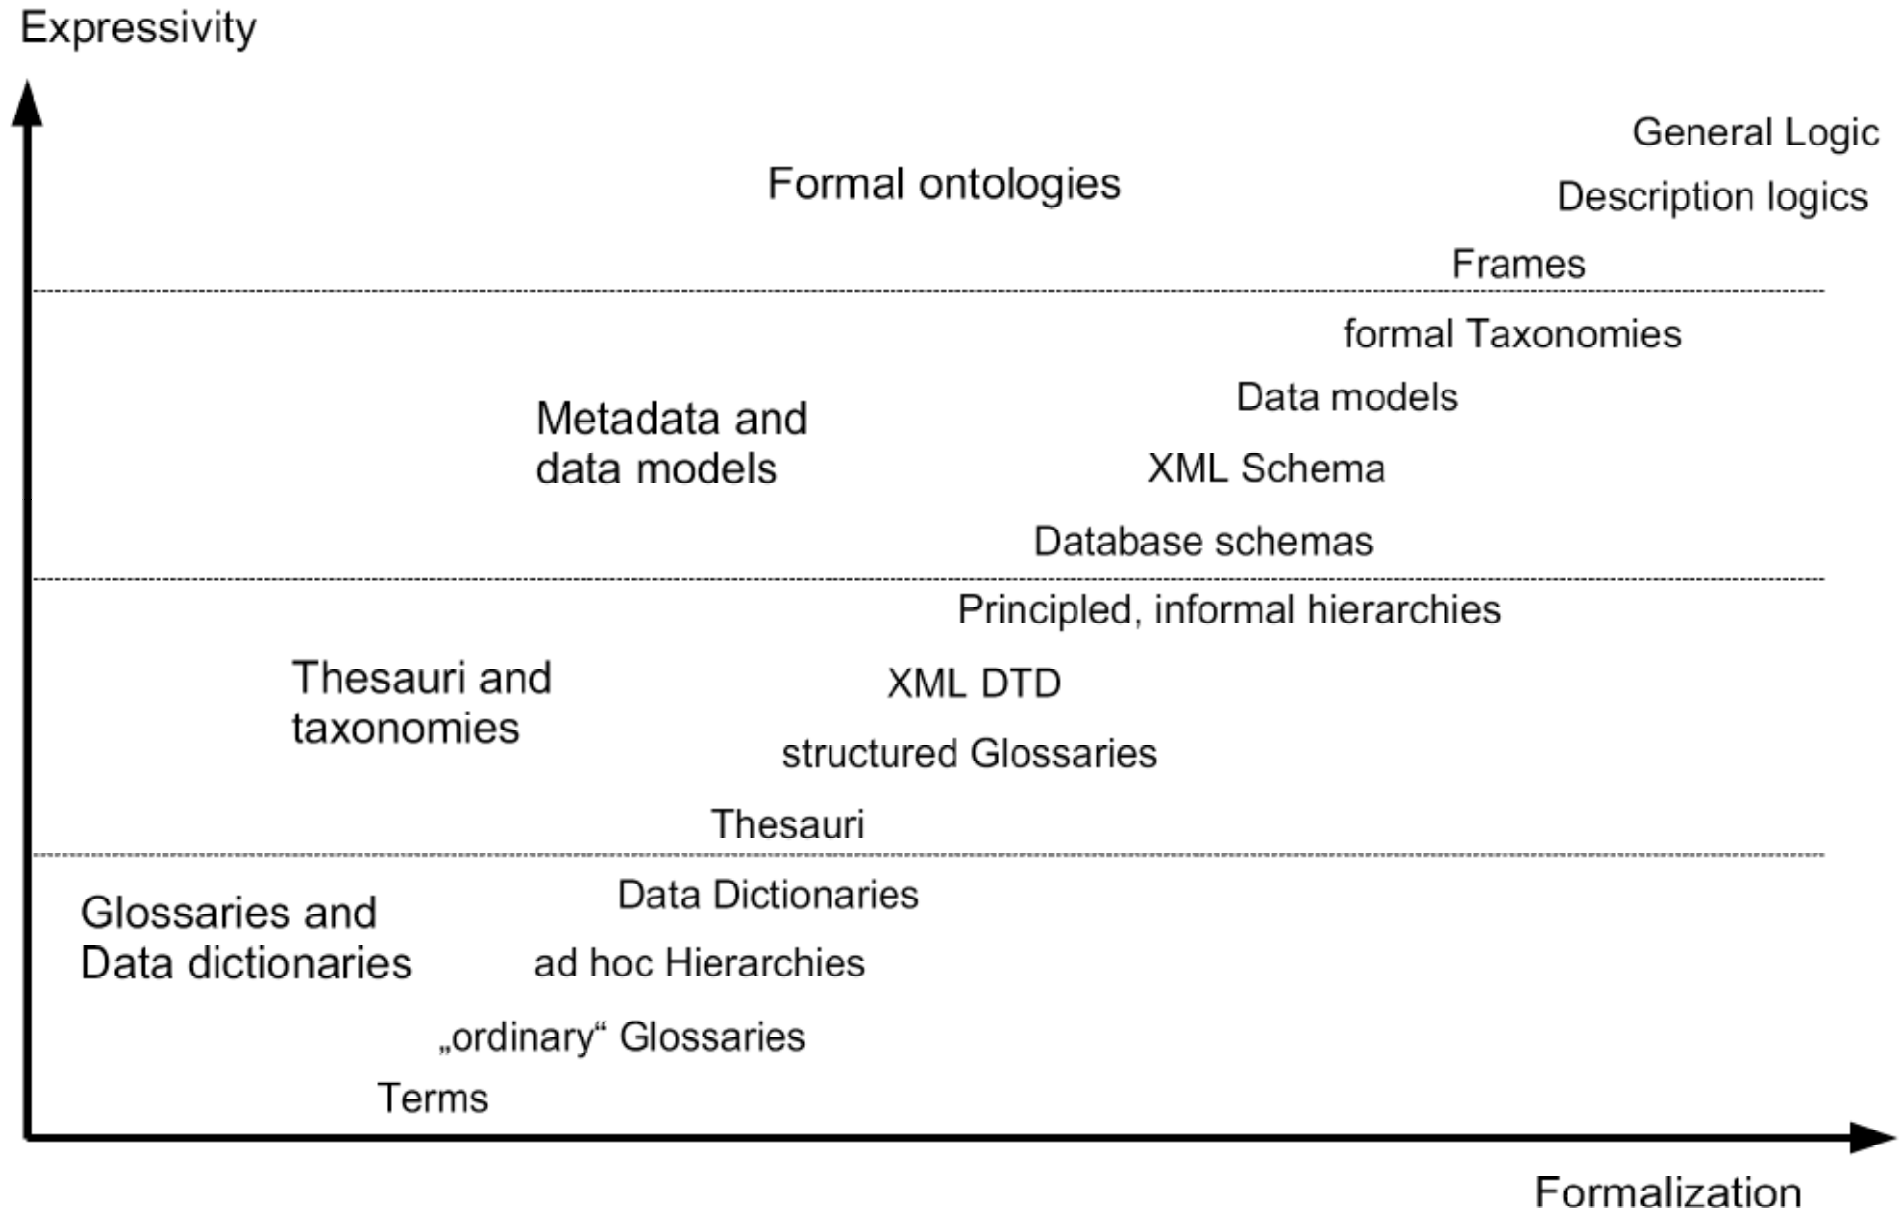 Expressivity
General Logic
Formal ontologies
Description logics
Frames
formal Taxonomies
Data models
Metadata and
data models
XML Schema
Database schemas
Principled, informal hierarchies
Thesauri and
taxonomies
XML DTD
structured Glossaries
Thesauri
Data Dictionaries
Glossaries and
Data dictionaries
ad hoc Hierarchies
„ordinary“ Glossaries
Terms
Formalization